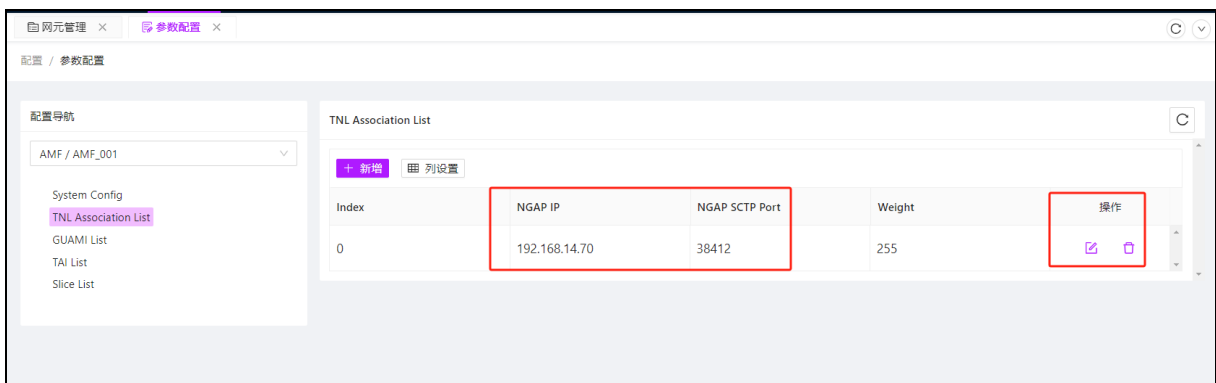 网元管理 参数配置
配置 / 参数配置
配置导航
AMF / AMF_001
System Config
TNL Association List
GUAMI List
TAI List
Slice List
TNL Association List
+ 新增 列设置
Index NGAP IP NGAP SCTP Port Weight 操作
0 192.168.14.70 38412 255